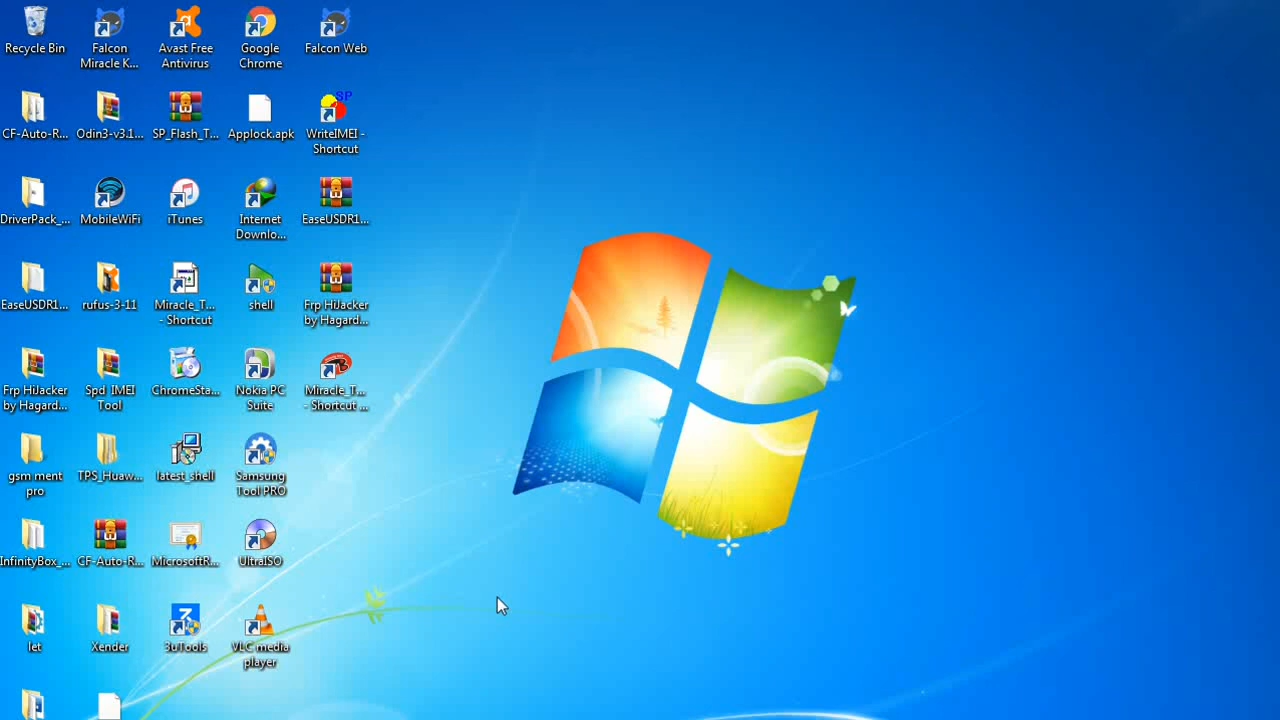 Recycle Bin
Falcon
Miracle K...
Avast Free
Antivirus
Google
Chrome
Falcon Web
CF-Auto-R...
Odin3-v3.1...
SP_Flash_T...
Applock.apk
SP
WriteIMEI -
Shortcut
DriverPack_...
MobileWiFi
iTunes
Internet
Downlo...
EaseUSDR1...
EaseUSDR1...
rufus-3-11
Miracle_T...
- Shortcut
shell
Frp HiJacker
by Hagard...
Frp HiJacker
by Hagard...
Spd IMEI
Tool
ChromeSta...
Nokia PC
Suite
Miracle_T...
- Shortcut ...
gsm ment
pro
TPS_Huaw...
latest_shell
Samsung
Tool PRO
InfinityBox_...
CF-Auto-R...
MicrosoftR...
UltraISO
let
Xender
3uTools
VLC media
player